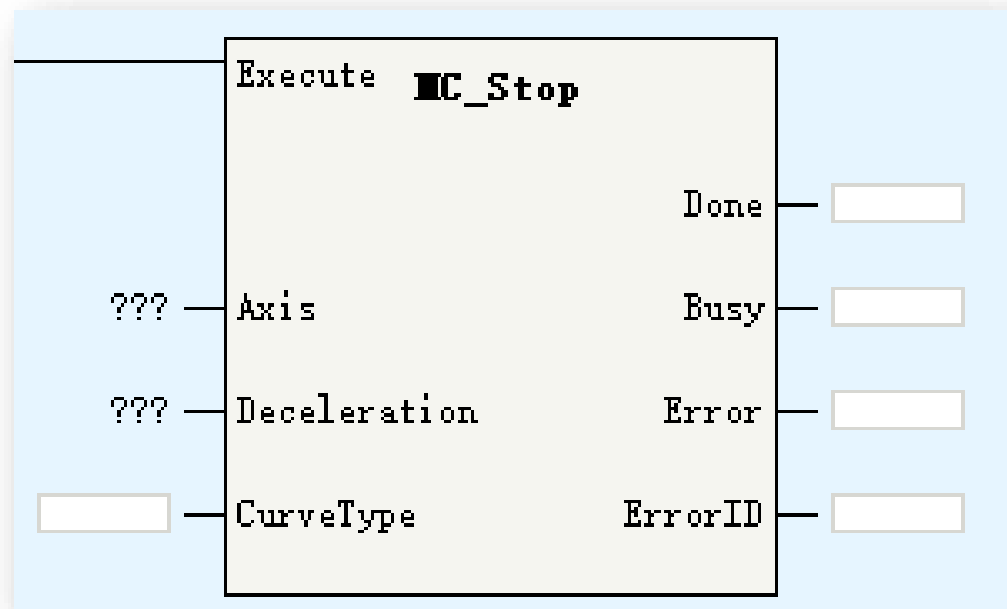 Execute MC_Stop
Done
??? Axis Busy
??? Deceleration Error
CurveType ErrorID